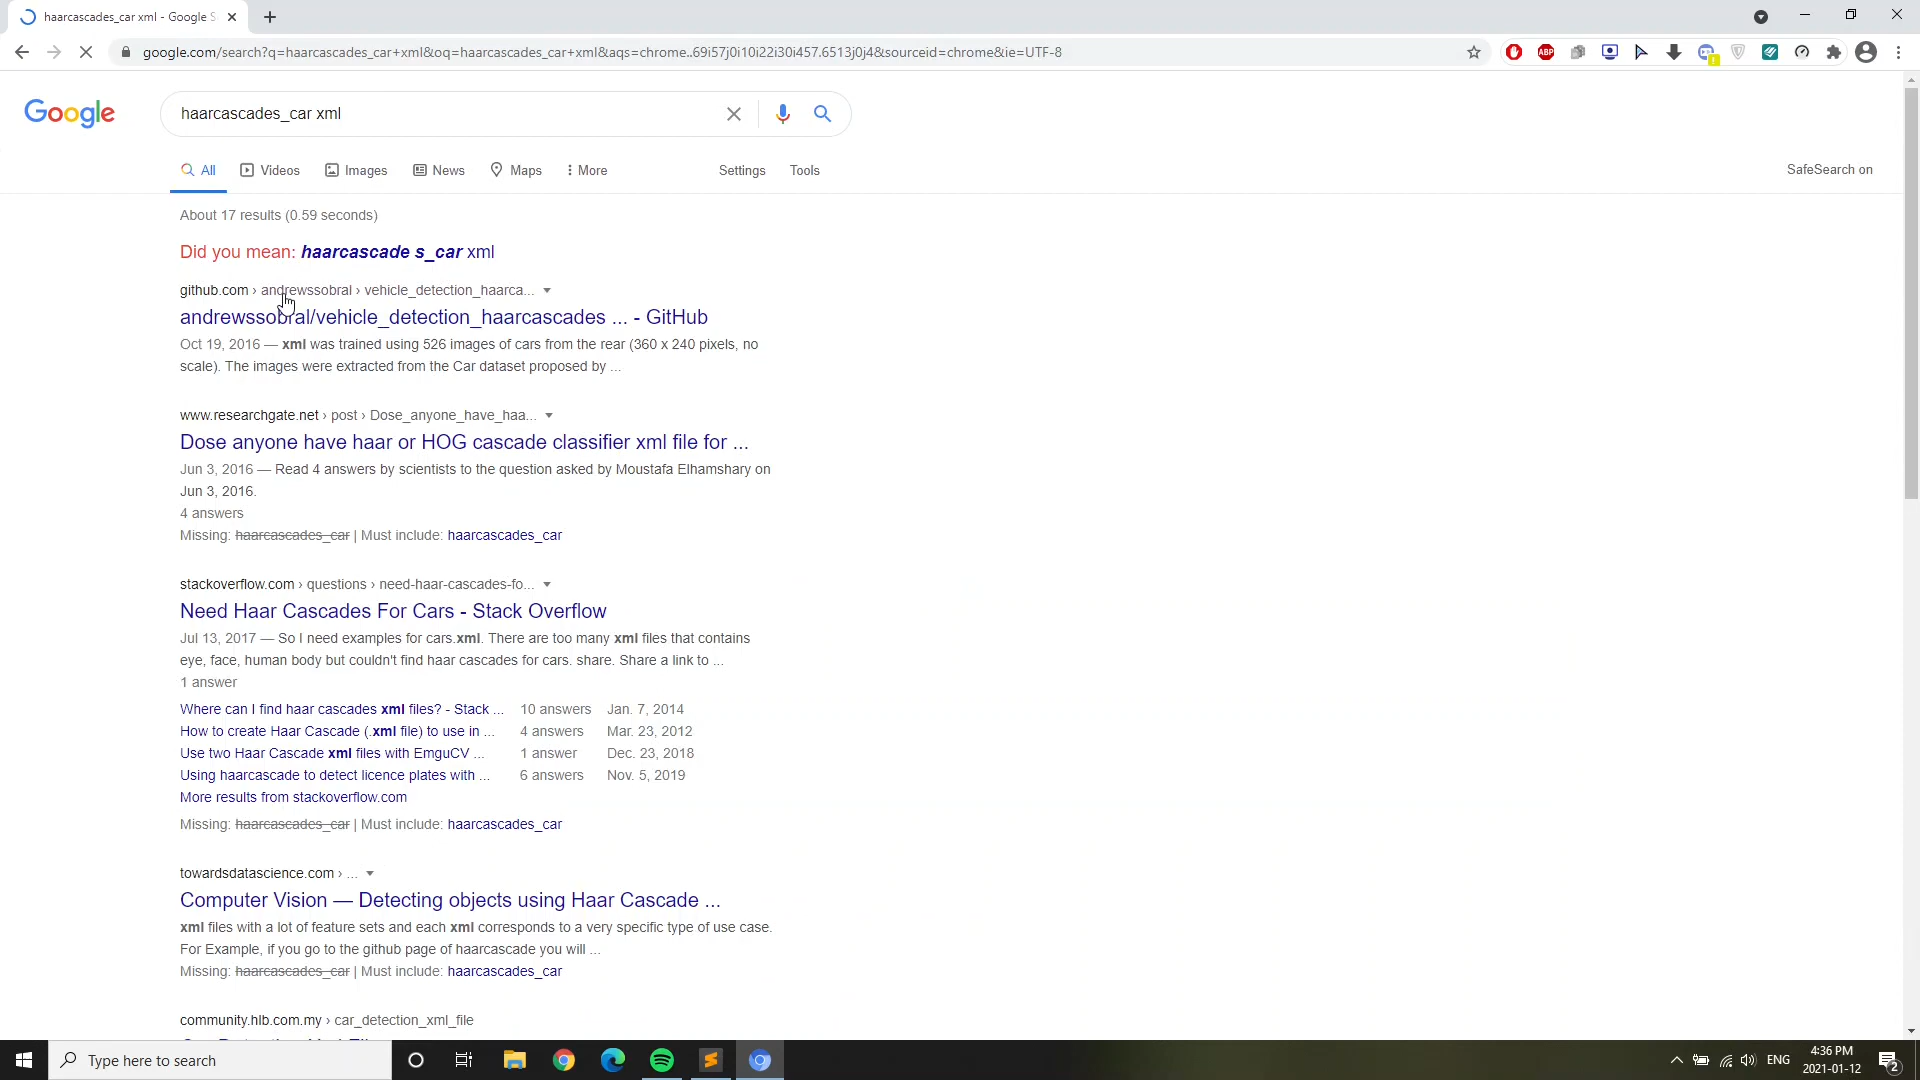 haarcascades_car xml - Google S
google.com/search?q=haarcascades_car+xml&oq=haarcascades_car+xml&aqs=chrome..69i57j0i10i22i30i457.6513j0j4&sourceid=chrome&ie=UTF-8
ABP
Google
haarcascades_car xml
All Videos Images News Maps More Settings Tools SafeSearch on
About 17 results (0.59 seconds)
Did you mean: haarcascade s_car xml
github.com › andrewssobral › vehicle_detection_haarca...
andrewssobral/vehicle_detection_haarcascades ... - GitHub
Oct 19, 2016 — xml was trained using 526 images of cars from the rear (360 x 240 pixels, no
scale). The images were extracted from the Car dataset proposed by ...
www.researchgate.net › post › Dose_anyone_have_haa...
Dose anyone have haar or HOG cascade classifier xml file for ...
Jun 3, 2016 — Read 4 answers by scientists to the question asked by Moustafa Elhamshary on
Jun 3, 2016.
4 answers
Missing: haarcascades_car | Must include: haarcascades_car
stackoverflow.com › questions › need-haar-cascades-fo...
Need Haar Cascades For Cars - Stack Overflow
Jul 13, 2017 — So I need examples for cars.xml. There are too many xml files that contains
eye, face, human body but couldn't find haar cascades for cars. share. Share a link to ...
1 answer
Where can I find haar cascades xml files? - Stack ... 10 answers Jan. 7, 2014
How to create Haar Cascade (.xml file) to use in ... 4 answers Mar. 23, 2012
Use two Haar Cascade xml files with EmguCV ... 1 answer Dec. 23, 2018
Using haarcascade to detect licence plates with ... 6 answers Nov. 5, 2019
More results from stackoverflow.com
Missing: haarcascades_car | Must include: haarcascades_car
towardsdatascience.com › ...
Computer Vision — Detecting objects using Haar Cascade ...
xml files with a lot of feature sets and each xml corresponds to a very specific type of use case.
For Example, if you go to the github page of haarcascade you will ...
Missing: haarcascades_car | Must include: haarcascades_car
community.hlb.com.my › car_detection_xml_file
Type here to search
ENG
4:36 PM
2021-01-12
2